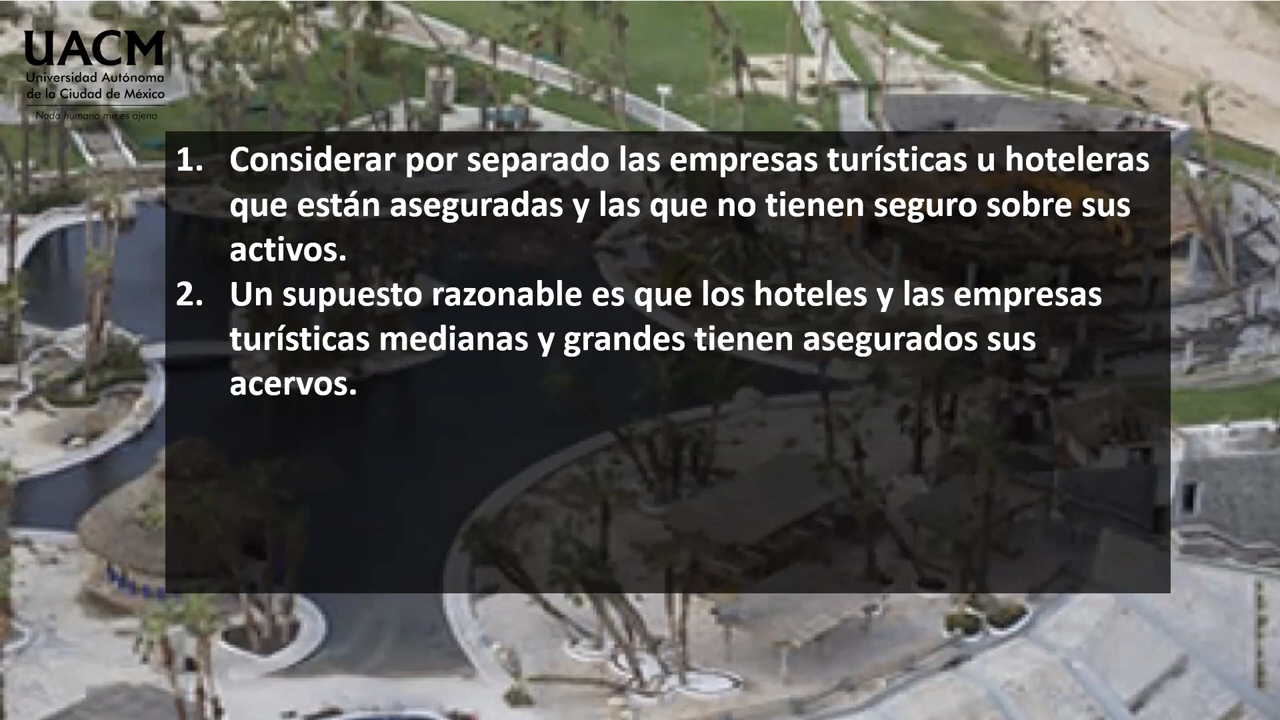 UACM
Universidad Autónoma
de la Ciudad de México
Nada humano me es ajeno
1. Considerar por separado las empresas turísticas u hoteleras
que están aseguradas y las que no tienen seguro sobre sus
activos.
2. Un supuesto razonable es que los hoteles y las empresas
turísticas medianas y grandes tienen asegurados sus
acervos.